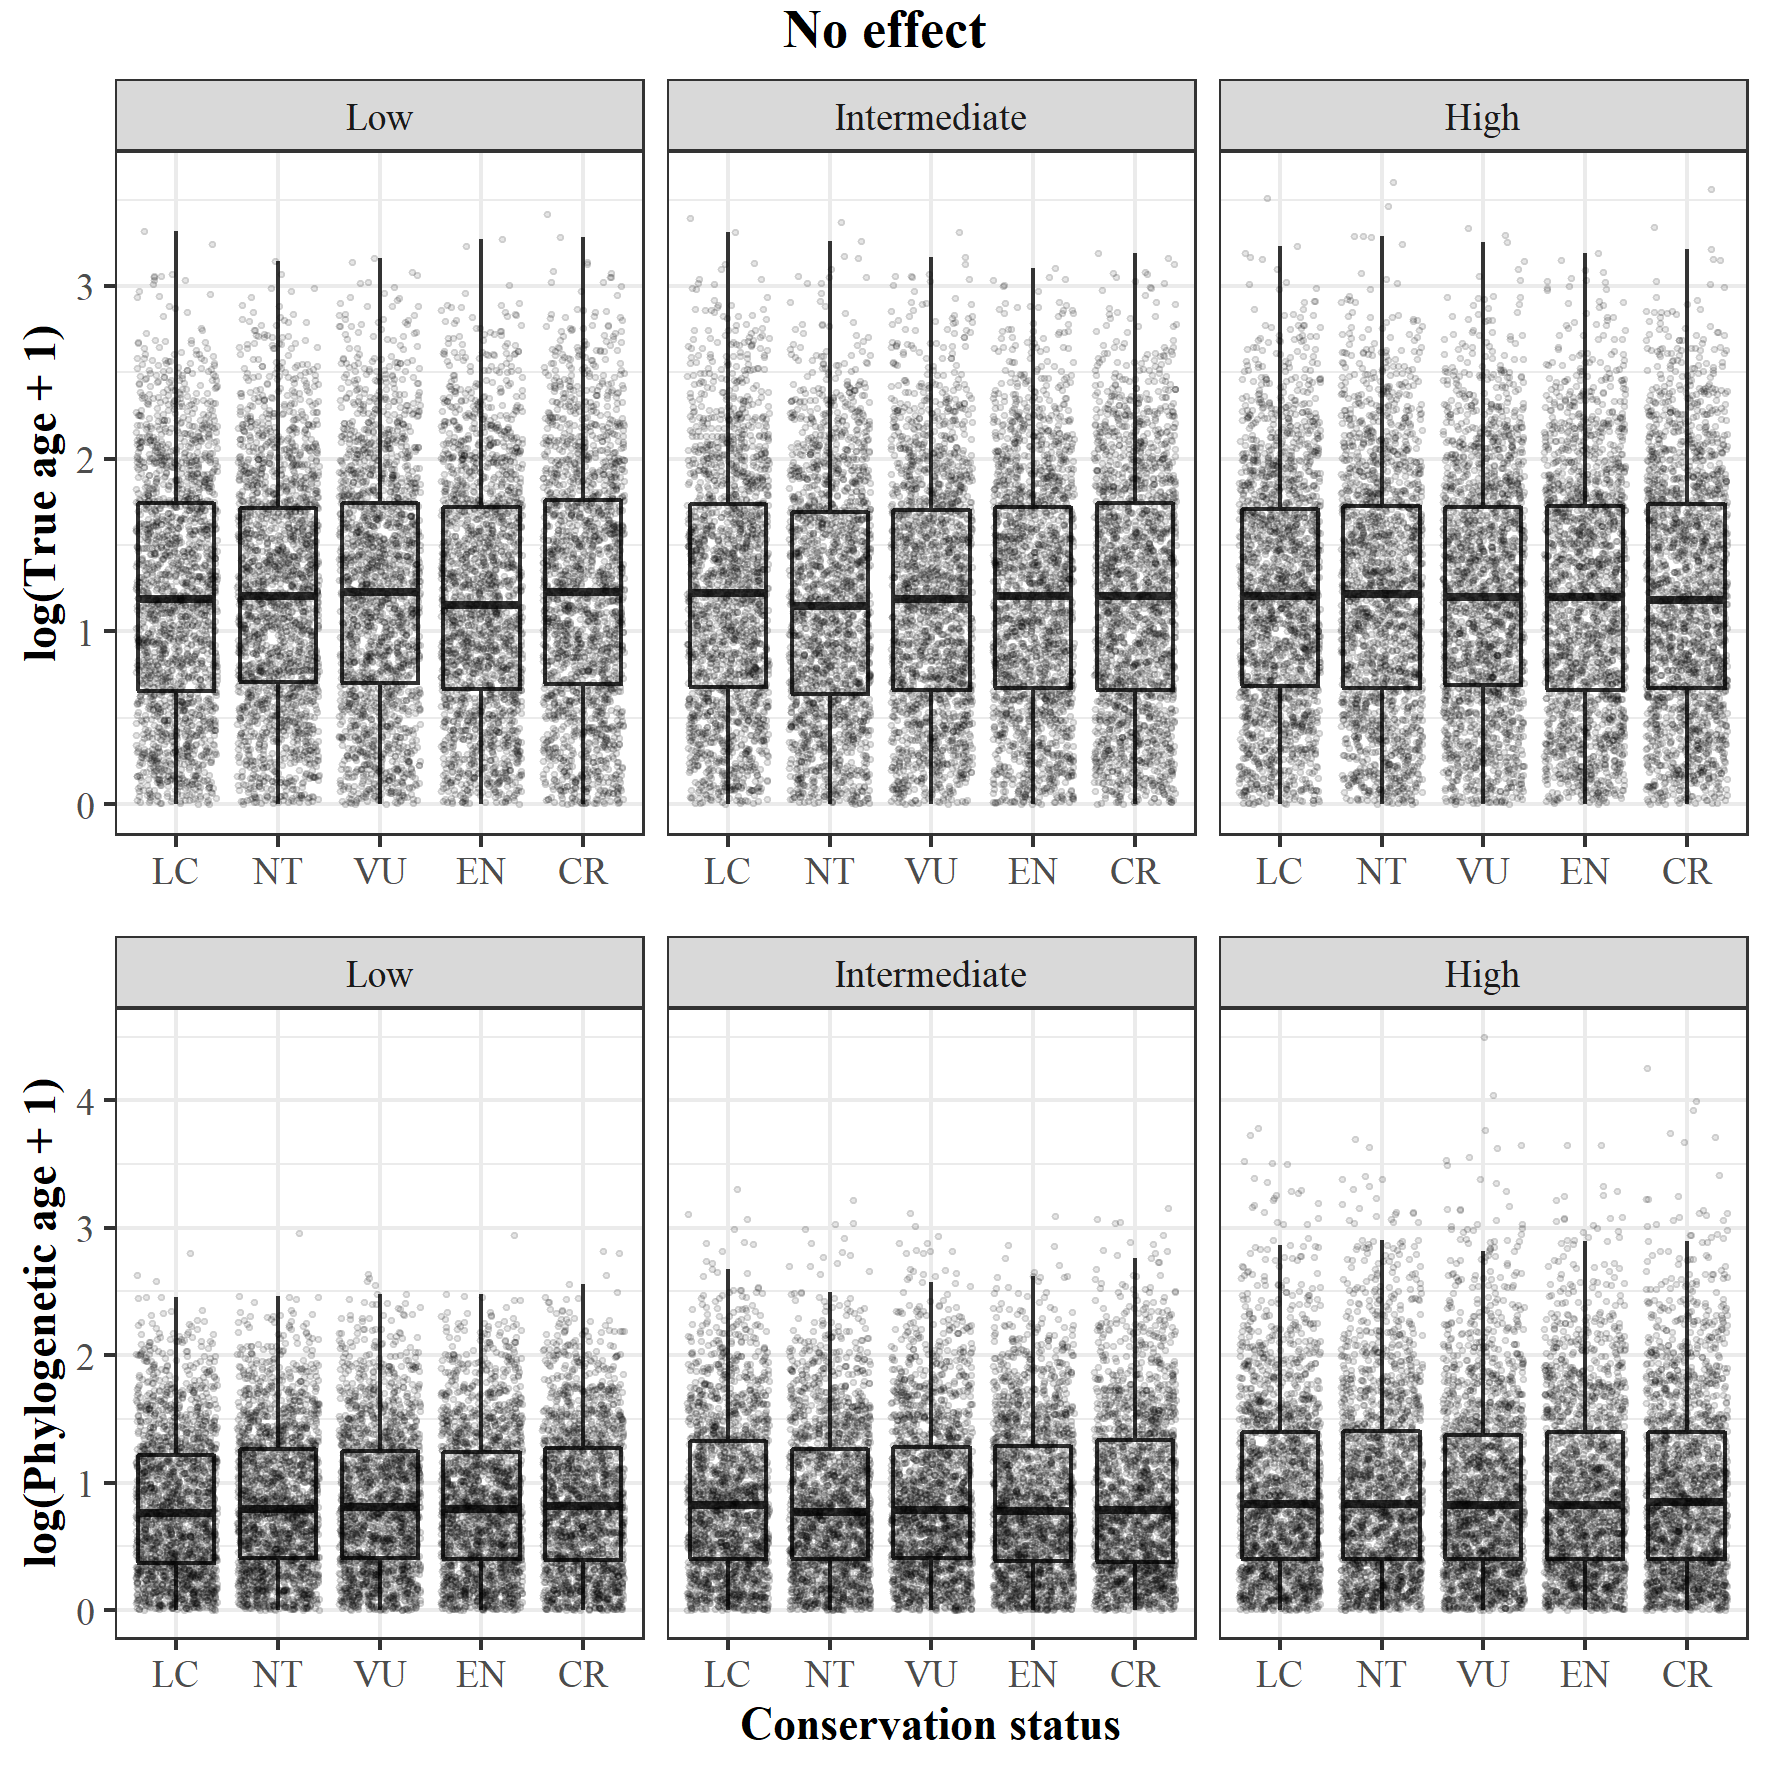 No effect
Low Intermediate High
log(True age + 1)
3
2
1
0
LC NT VU EN CR LC NT VU EN CR LC NT VU EN CR
Low Intermediate High
log(Phylogenetic age + 1)
4
3
2
1
0
LC NT VU EN CR LC NT VU EN CR LC NT VU EN CR
Conservation status